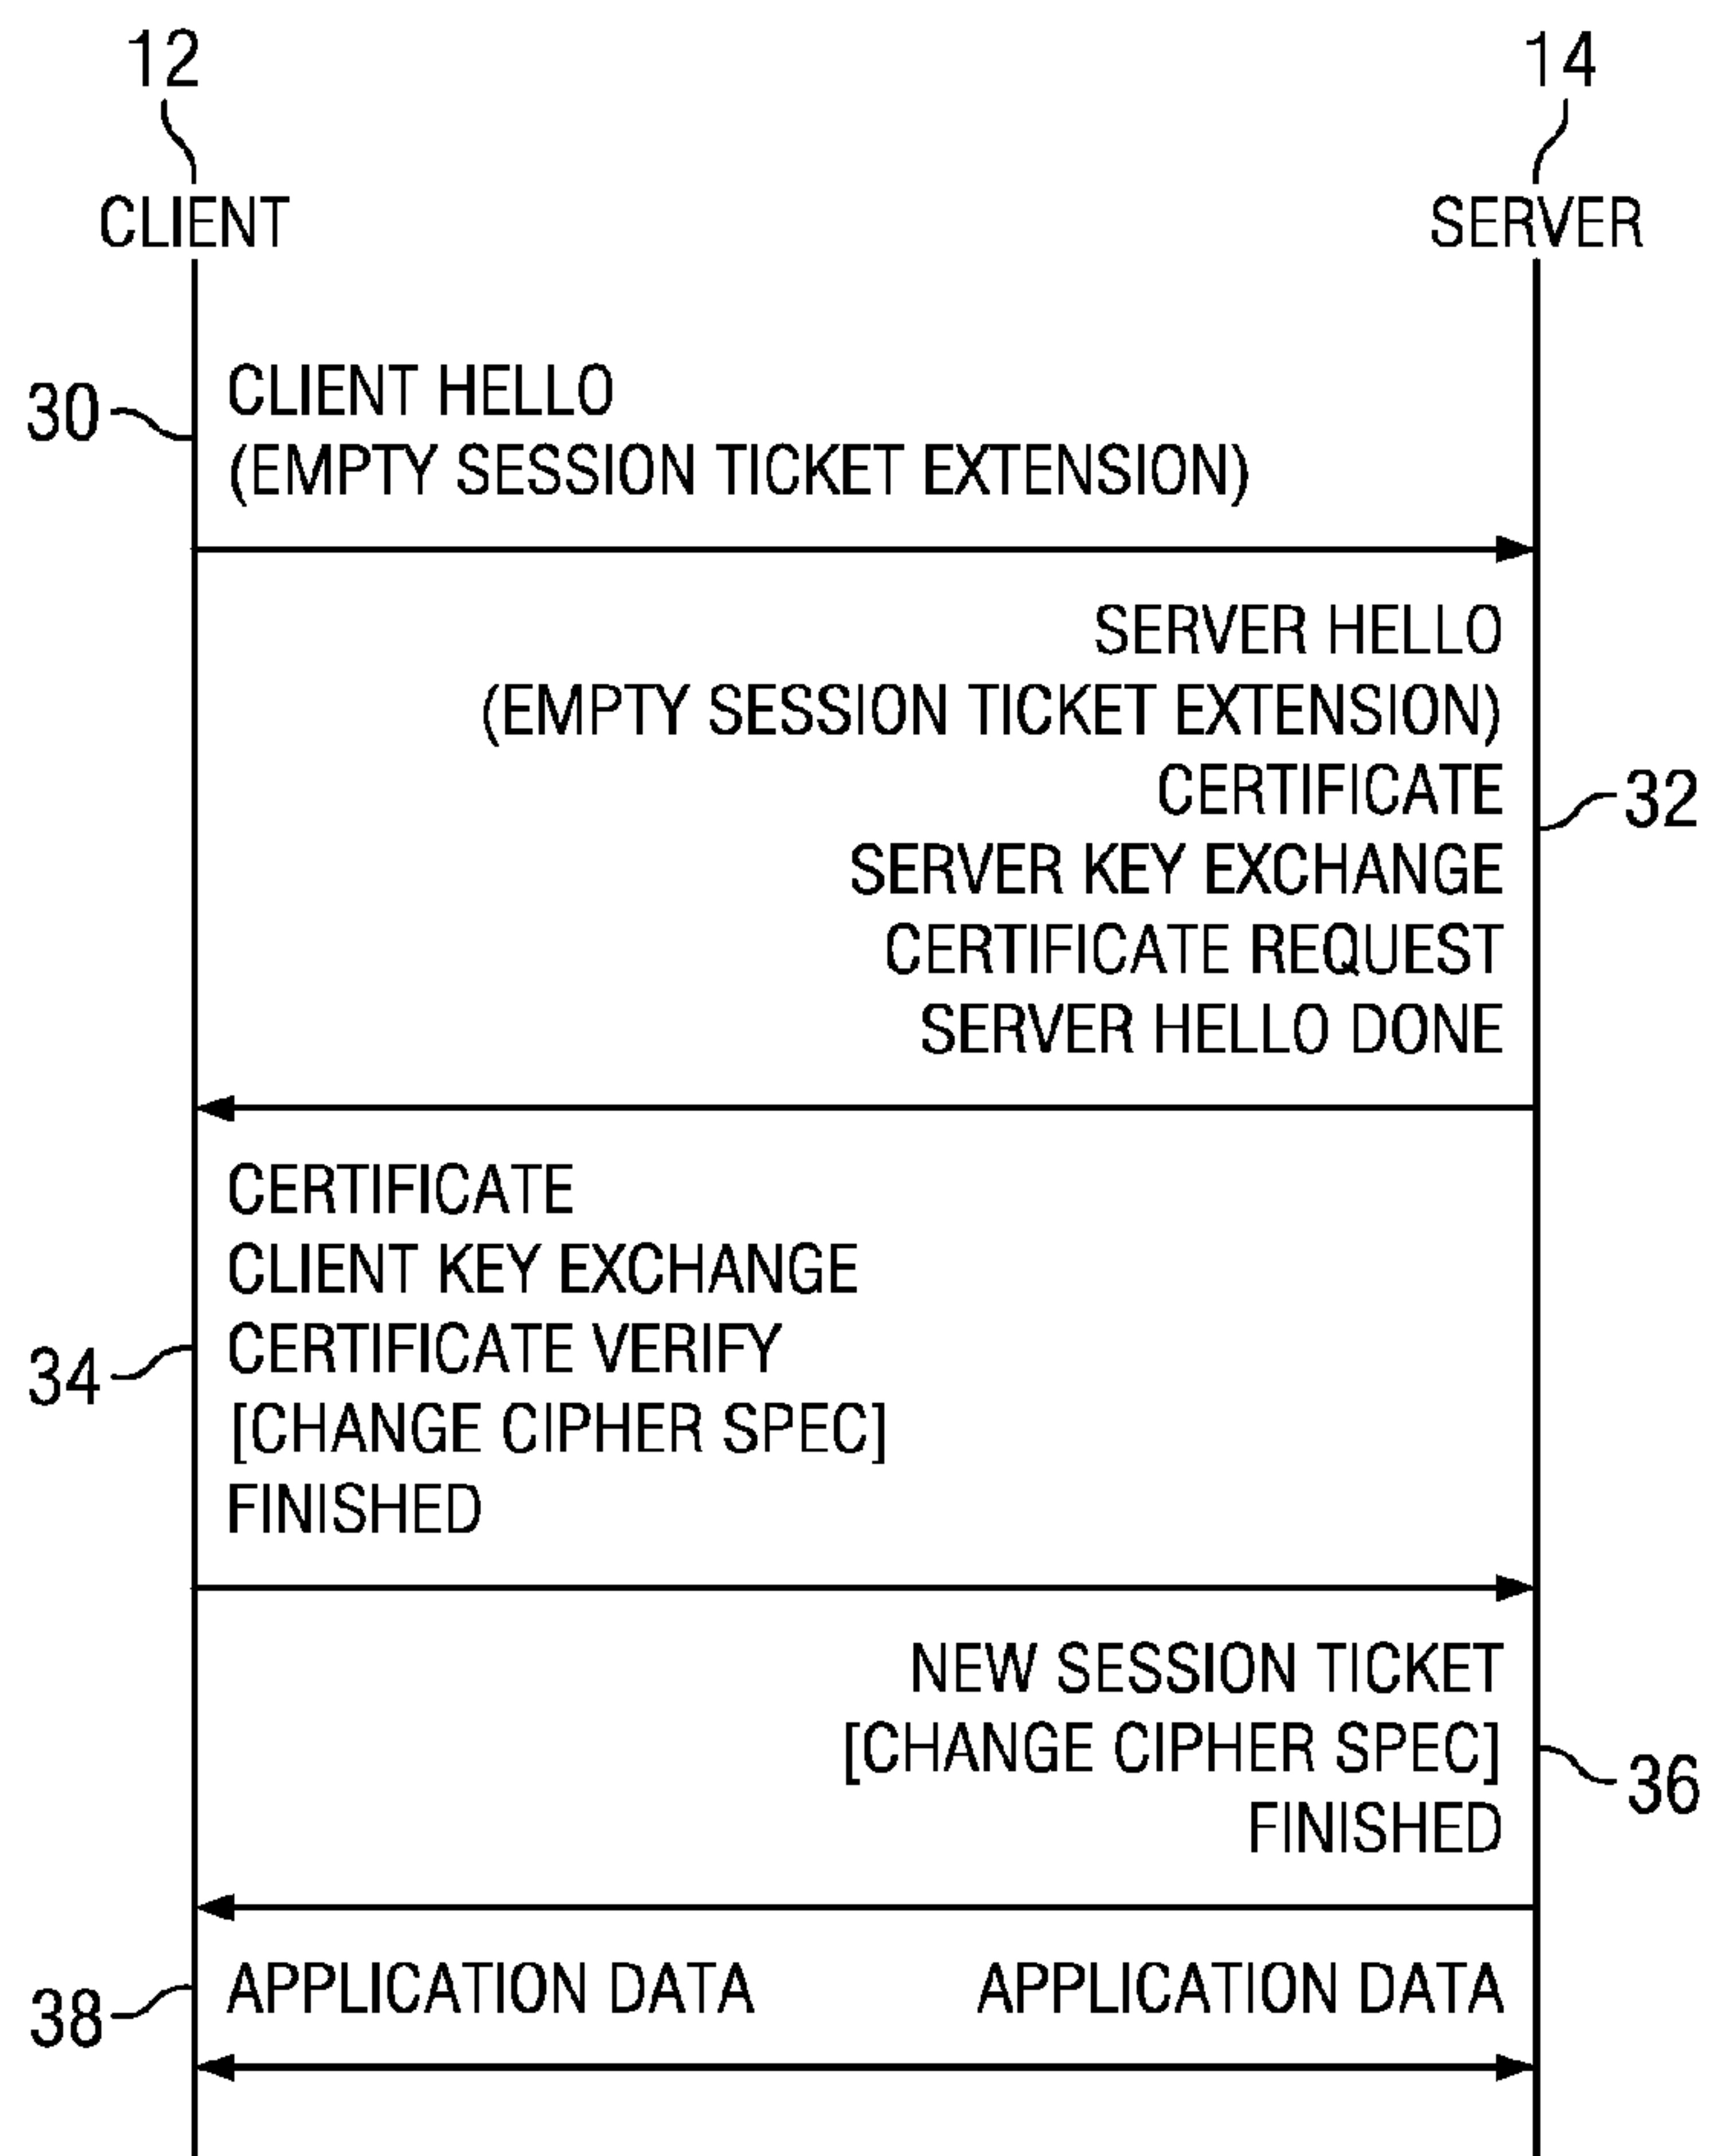 12
14
CLIENT
SERVER
30
CLIENT HELLO
(EMPTY SESSION TICKET EXTENSION)
SERVER HELLO
(EMPTY SESSION TICKET EXTENSION)
CERTIFICATE
32
SERVER KEY EXCHANGE
CERTIFICATE REQUEST
SERVER HELLO DONE
CERTIFICATE
CLIENT KEY EXCHANGE
CERTIFICATE VERIFY
34
[CHANGE CIPHER SPEC]
FINISHED
NEW SESSION TICKET
[CHANGE CIPHER SPEC]
36
FINISHED
38
APPLICATION DATA
APPLICATION DATA